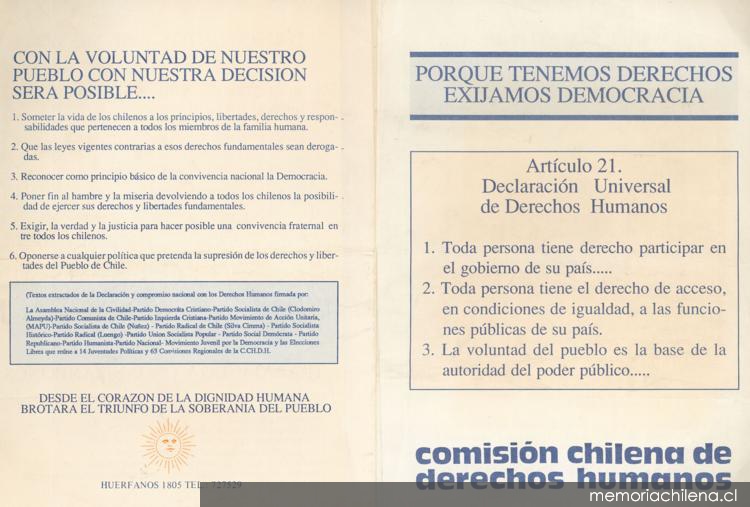 CON LA VOLUNTAD DE NUESTRO
PUEBLO CON NUESTRA DECISION
SERA POSIBLE....
1. Someter la vida de los chilenos a los principios, libertades, derechos y respon-
sabilidades que pertenecen a todos los miembros de la familia humana.
2. Que las leyes vigentes contrarias a esos derechos fundamentales sean deroga-
das.
3. Reconocer como principio básico de la convivencia nacional la Democracia.
4. Poner fin al hambre y la miseria devolviendo a todos los chilenos la posibili-
dad de ejercer sus derechos y libertades fundamentales.
5. Exigir, la verdad y la justicia para hacer posible una convivencia fraternal en
tre todos los chilenos.
6. Oponerse a cualquier política que pretenda la supresión de los derechos y liber-
tades del Pueblo de Chile.
(Textos extractados de la Declaración y compromiso nacional con los Derechos Humanos firmada por:
La Asamblea Nacional de la Civilidad-Partido Demócrita Cristiano-Partido Socialista de Chile (Clodomiro
Almeyda)-Partido Comunista de Chile-Partido Izquierda Cristiana-Partido Movimiento de Acción Unitaria,
(MAPU)-Partido Socialista de Chile (Nuñez) - Partido Radical de Chile (Silva Cimma) - Partido Socialista
Histórico-Partido Radical (Luengo) -Partido Union Socialista Popular - Partido Social Demócrata - Partido
Republicano-Partido Humanista-Partido Nacional- Movimiento Juvenil por la Democracia y las Elecciones
Libres que reúne a 14 Juventudes Políticas y 63 Comisiones Regionales de la C.CH.D.H.
DESDE EL CORAZON DE LA DIGNIDAD HUMANA
BROTARA EL TRIUNFO DE LA SOBERANIA DEL PUEBLO
HUERFANOS 1805 TEL. 727529
PORQUE TENEMOS DERECHOS
EXIJAMOS DEMOCRACIA
Artículo 21.
Declaración Universal
de Derechos Humanos
1. Toda persona tiene derecho participar en
el gobierno de su país.....
2. Toda persona tiene el derecho de acceso,
en condiciones de igualdad, a las funcio-
nes públicas de su país.
3. La voluntad del pueblo es la base de la
autoridad del poder público.....
comisión chilena de
derechos humanos
memoriachilena.cl